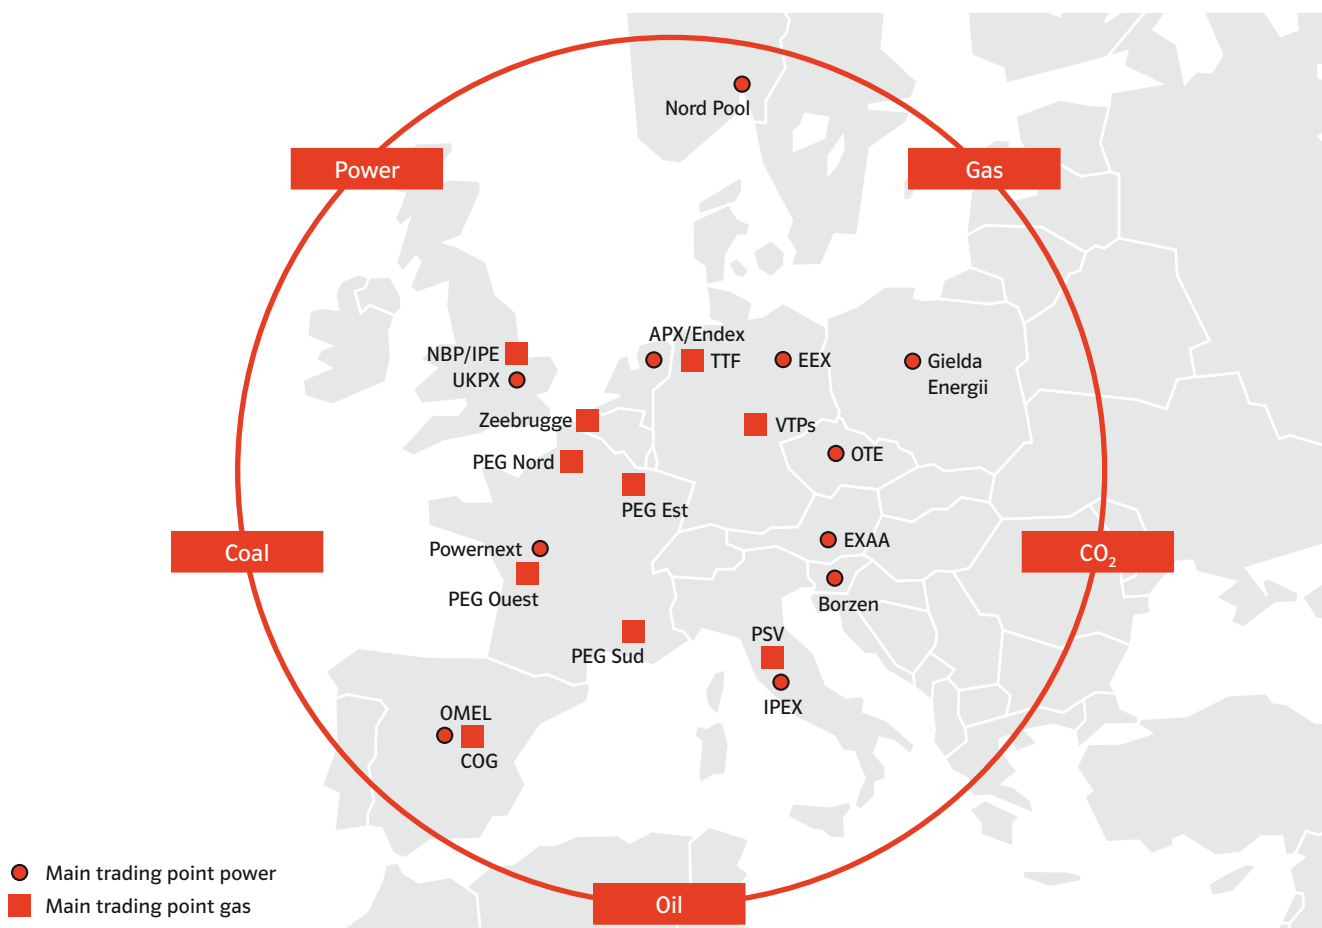 Nord Pool
Power
Gas
APX/Endex
NBP/IPE
TTF
EEX
Gielda
Energii
UKPX
Zeebrugge
VTPs
OTE
PEG Nord
PEG Est
Powernext
EXAA
Coal
CO₂
PEG Ouest
Borzen
PSV
PEG Sud
IPEX
OMEL
COG
Main trading point power
Main trading point gas
Oil